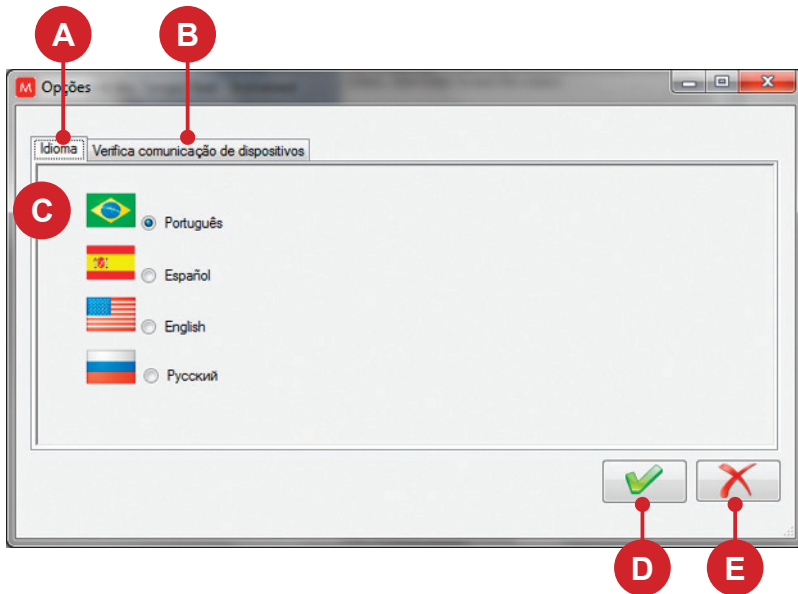 A
B
M Opções
Idioma
Verifica comunicação de dispositivos
C
Português
Español
English
Русский
D
E